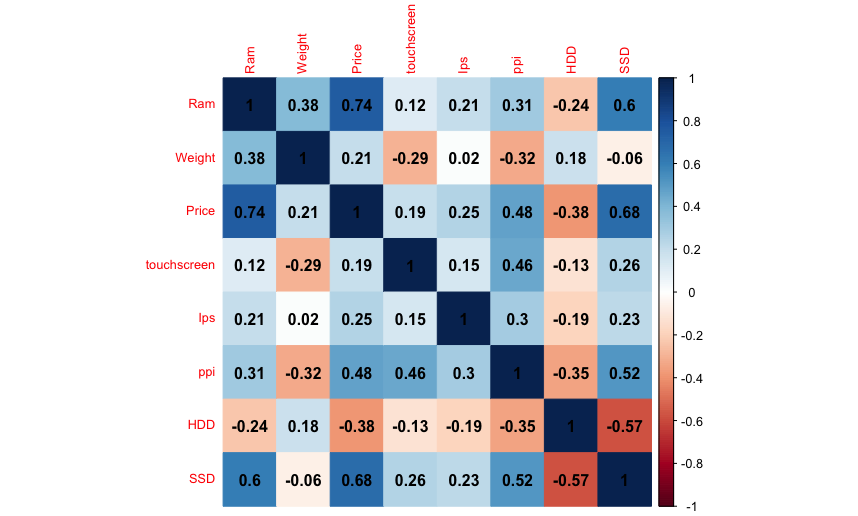 Ram Weight Price touchscreen Ips ppi HDD SSD
Ram 1 0.38 0.74 0.12 0.21 0.31 -0.24 0.6
Weight 0.38 1 0.21 -0.29 0.02 -0.32 0.18 -0.06
Price 0.74 0.21 1 0.19 0.25 0.48 -0.38 0.68
touchscreen 0.12 -0.29 0.19 1 0.15 0.46 -0.13 0.26
Ips 0.21 0.02 0.25 0.15 1 0.3 -0.19 0.23
ppi 0.31 -0.32 0.48 0.46 0.3 1 -0.35 0.52
HDD -0.24 0.18 -0.38 -0.13 -0.19 -0.35 1 -0.57
SSD 0.6 -0.06 0.68 0.26 0.23 0.52 -0.57 1
1
0.8
0.6
0.4
0.2
0
-0.2
-0.4
-0.6
-0.8
-1